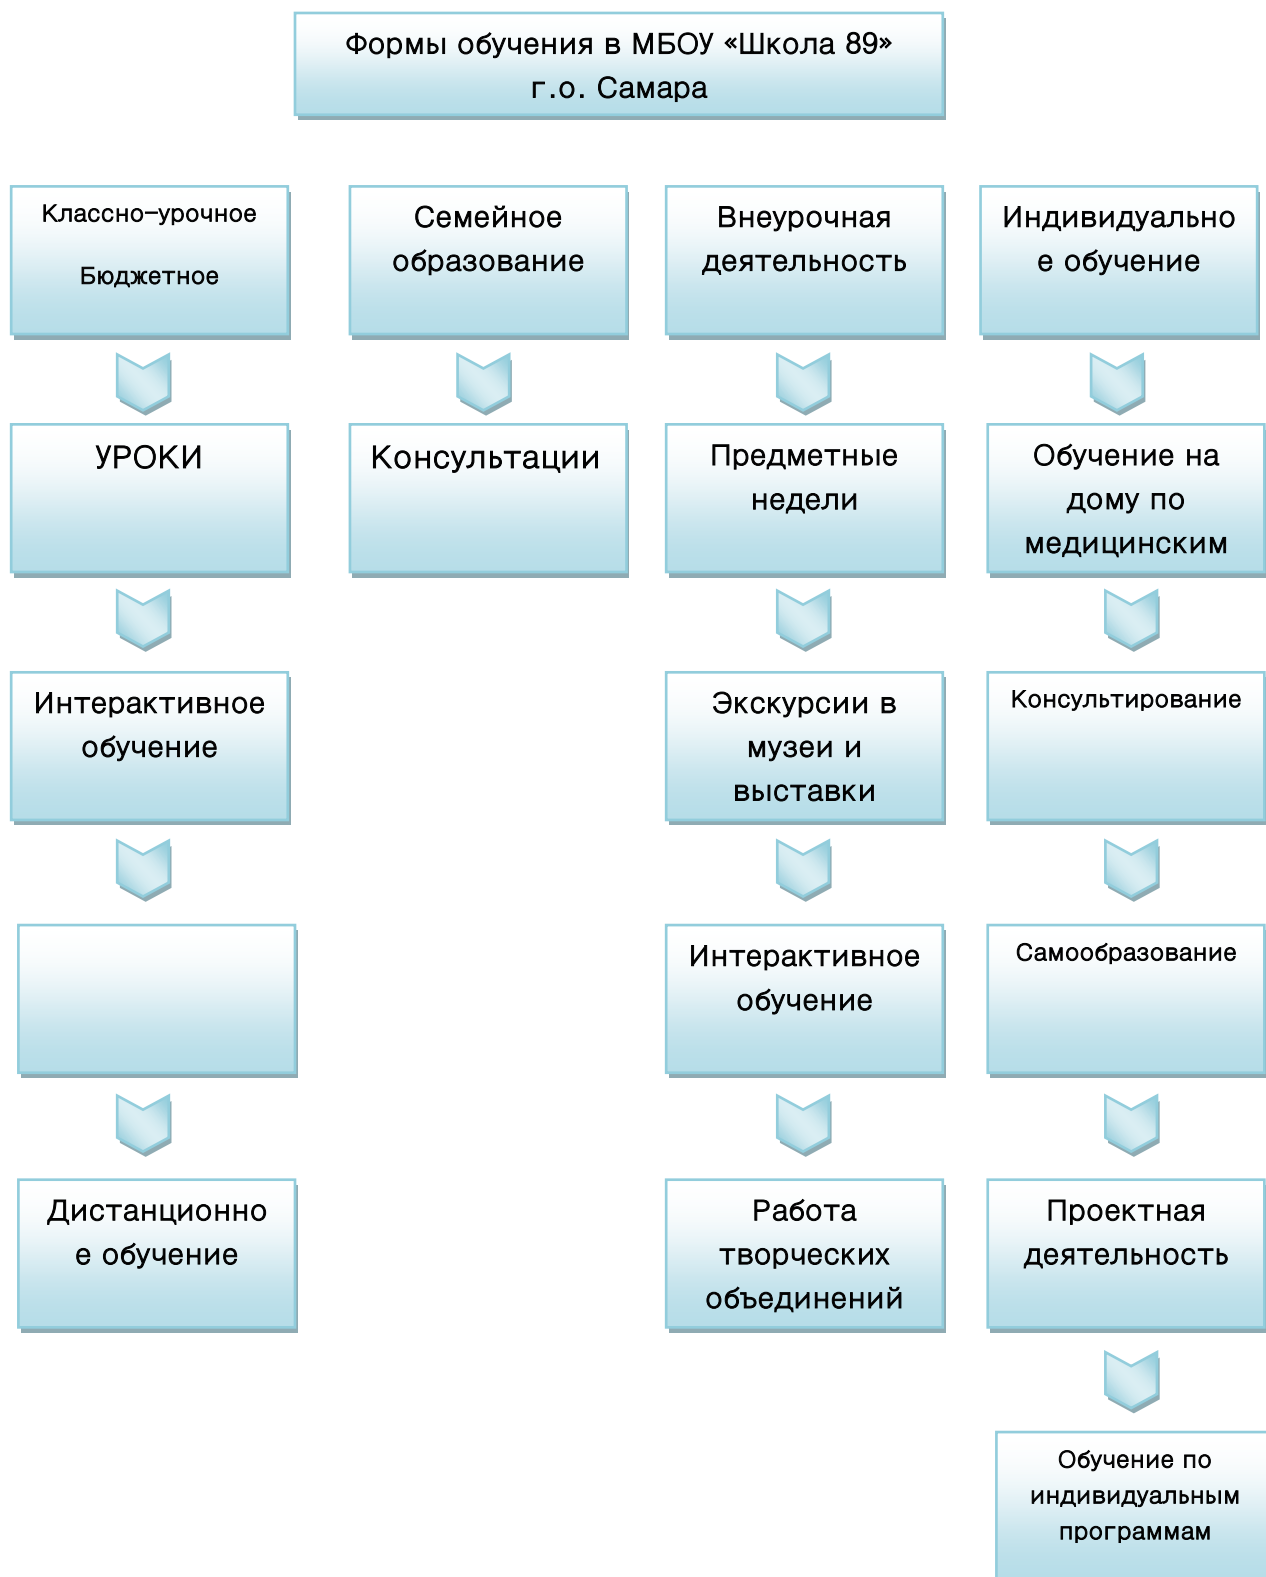 Формы обучения в МБОУ «Школа 89»
г.о. Самара
Классно-урочное
Бюджетное
Семейное
образование
Внеурочная
деятельность
Индивидуально
е обучение
УРОКИ
Консультации
Предметные
недели
Обучение на
дому по
медицинским
Интерактивное
обучение
Экскурсии в
музеи и
выставки
Консультирование
Интерактивное
обучение
Самообразование
Дистанционно
е обучение
Работа
творческих
объединений
Проектная
деятельность
Обучение по
индивидуальным
программам